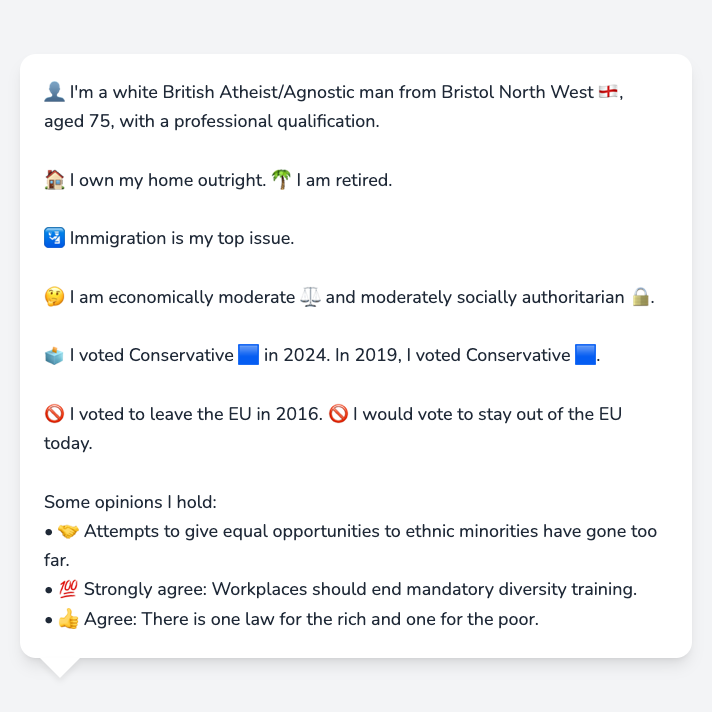 👤 I'm a white British Atheist/Agnostic man from Bristol North West 🏴󠁧󠁢󠁥󠁮󠁧󠁿,
aged 75, with a professional qualification.
🏠 I own my home outright. 🌴 I am retired.
🛂 Immigration is my top issue.
🤔 I am economically moderate ⚖️ and moderately socially authoritarian 🔒.
🗳️ I voted Conservative 🟦 in 2024. In 2019, I voted Conservative 🟦.
🚫 I voted to leave the EU in 2016. 🚫 I would vote to stay out of the EU
today.
Some opinions I hold:
• 🤝 Attempts to give equal opportunities to ethnic minorities have gone too
far.
• 💯 Strongly agree: Workplaces should end mandatory diversity training.
• 👍 Agree: There is one law for the rich and one for the poor.